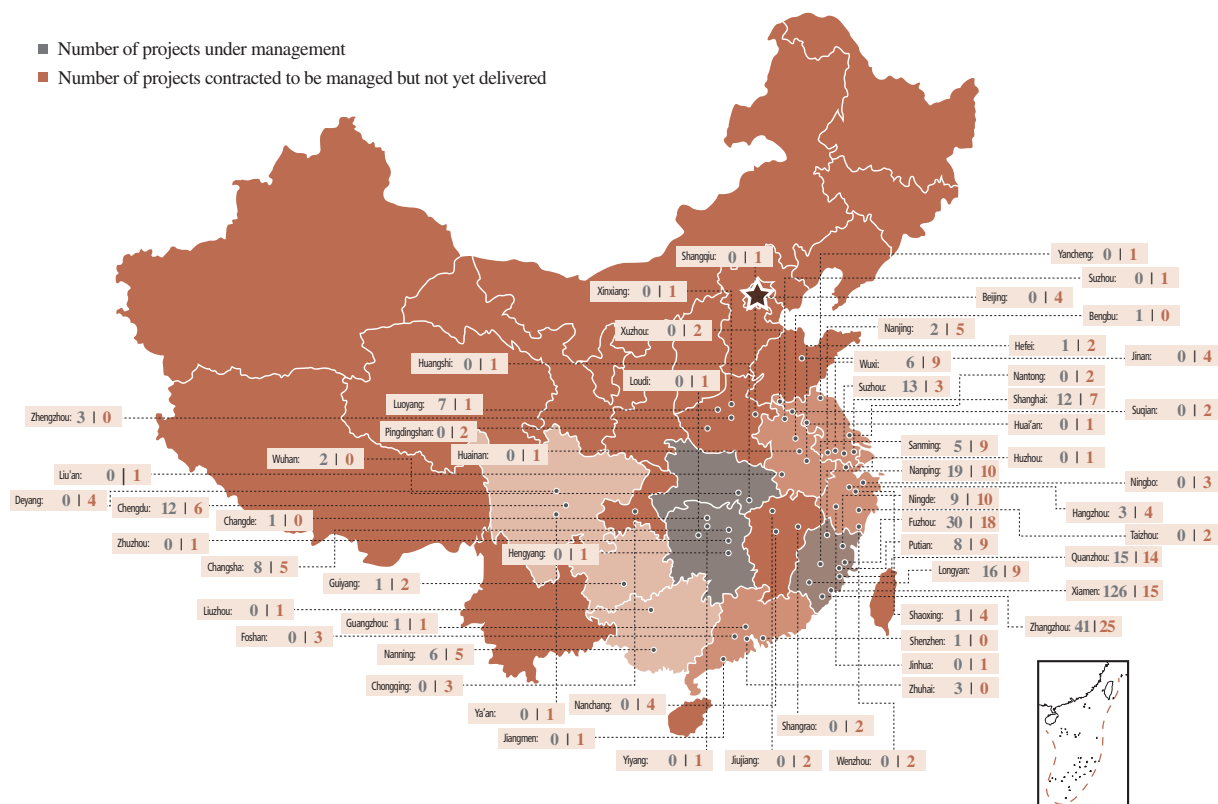 Number of projects under management
Number of projects contracted to be managed but not yet delivered
Shangqiu: 0 | 1
Yancheng: 0 | 1
Suzhou: 0 | 1
Xinxiang: 0 | 1
Beijing: 0 | 4
Bengbu: 1 | 0
Xuzhou: 0 | 2
Nanjing: 2 | 5
Hefei: 1 | 2
Jinan: 0 | 4
Huangshi: 0 | 1
Wuxi: 6 | 9
Loudi: 0 | 1
Suzhou: 13 | 3
Nantong: 0 | 2
Shanghai: 12 | 7
Luoyang: 7 | 1
Suqian: 0 | 2
Zhengzhou: 3 | 0
Huai'an: 0 | 1
Pingdingshan: 0 | 2
Sanming: 5 | 9
Huainan: 0 | 1
Huzhou: 0 | 1
Wuhan: 2 | 0
Nanping: 19 | 10
Liu'an: 0 | 1
Ningbo: 0 | 3
Deyang: 0 | 4
Chengdu: 12 | 6
Ningde: 9 | 10
Hangzhou: 3 | 4
Changde: 1 | 0
Fuzhou: 30 | 18
Taizhou: 0 | 2
Zhuzhou: 0 | 1
Putian: 8 | 9
Hengyang: 0 | 1
Quanzhou: 15 | 14
Changsha: 8 | 5
Longyan: 16 | 9
Guiyang: 1 | 2
Xiamen: 126 | 15
Liuzhou: 0 | 1
Shaoxing: 1 | 4
Guangzhou: 1 | 1
Zhangzhou: 41 | 25
Foshan: 0 | 3
Shenzhen: 1 | 0
Nanning: 6 | 5
Jinhua: 0 | 1
Chongqing: 0 | 3
Zhuhai: 3 | 0
Nanchang: 0 | 4
Ya'an: 0 | 1
Shangrao: 0 | 2
Jiangmen: 0 | 1
Yiyang: 0 | 1
Jiujiang: 0 | 2
Wenzhou: 0 | 2